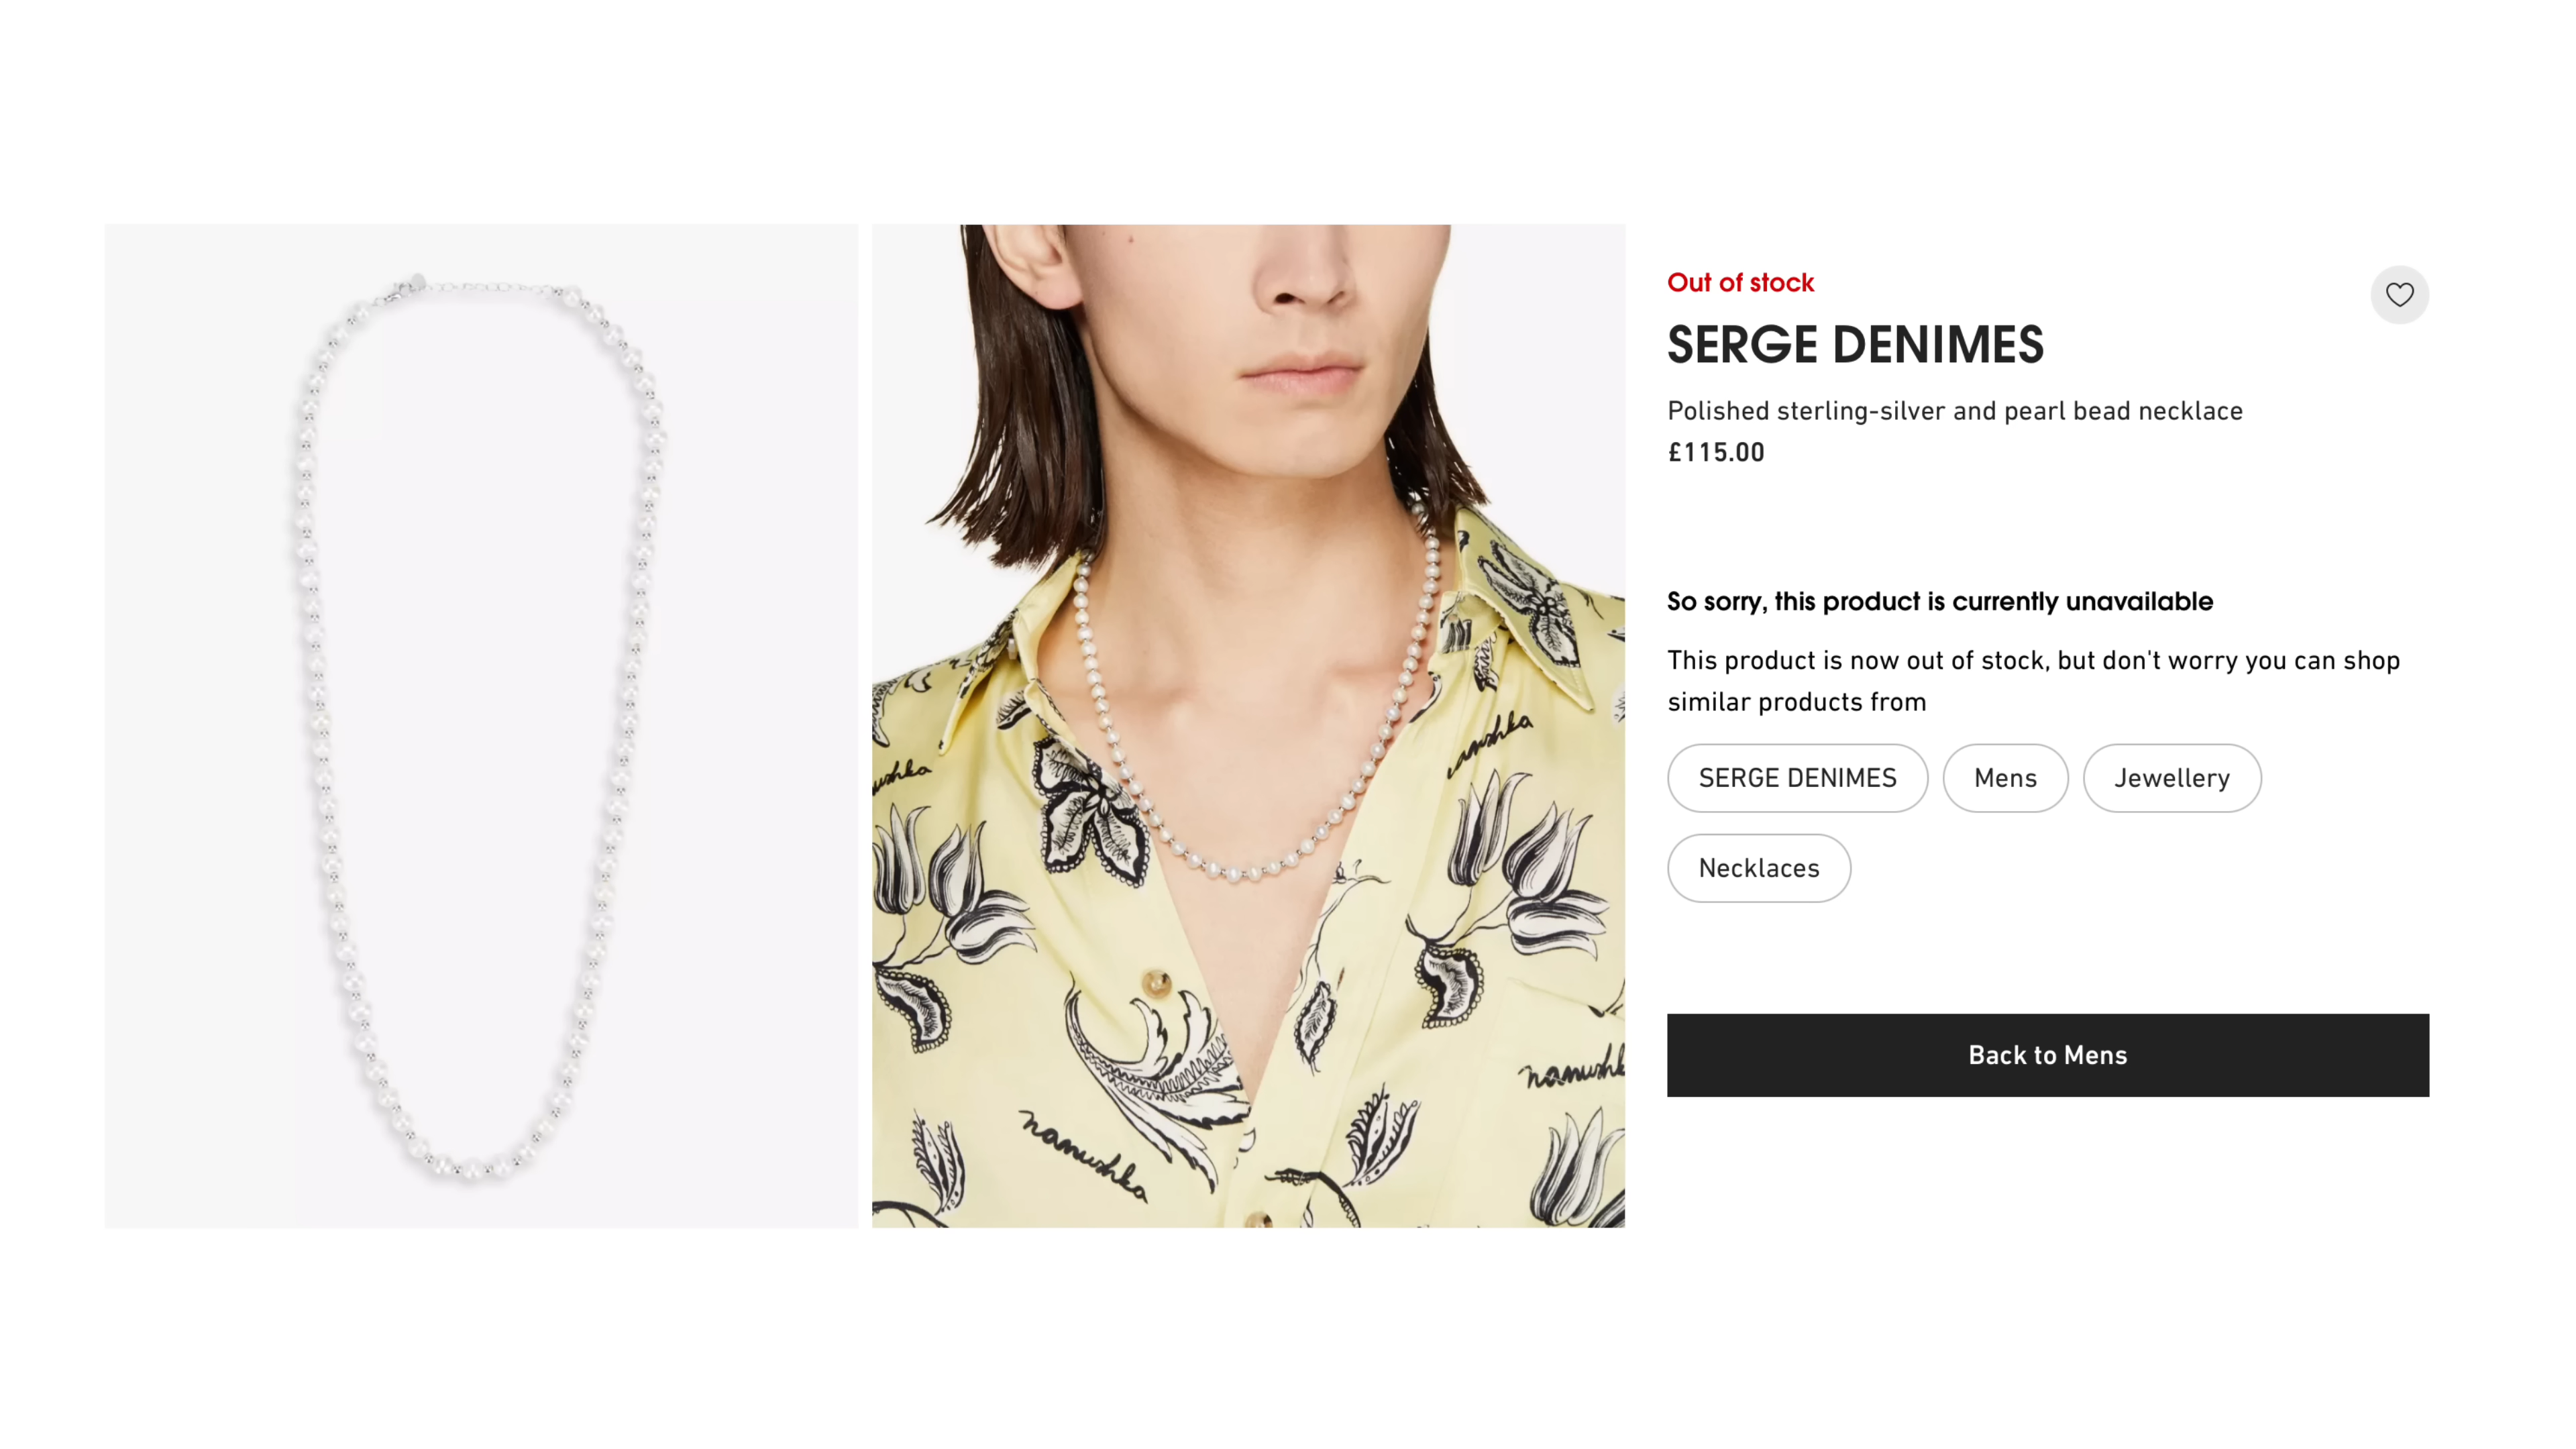 Out of stock
SERGE DENIMES
Polished sterling-silver and pearl bead necklace
£115.00
So sorry, this product is currently unavailable
This product is now out of stock, but don't worry you can shop
similar products from
SERGE DENIMES
Mens
Jewellery
Necklaces
Back to Mens
nanushka